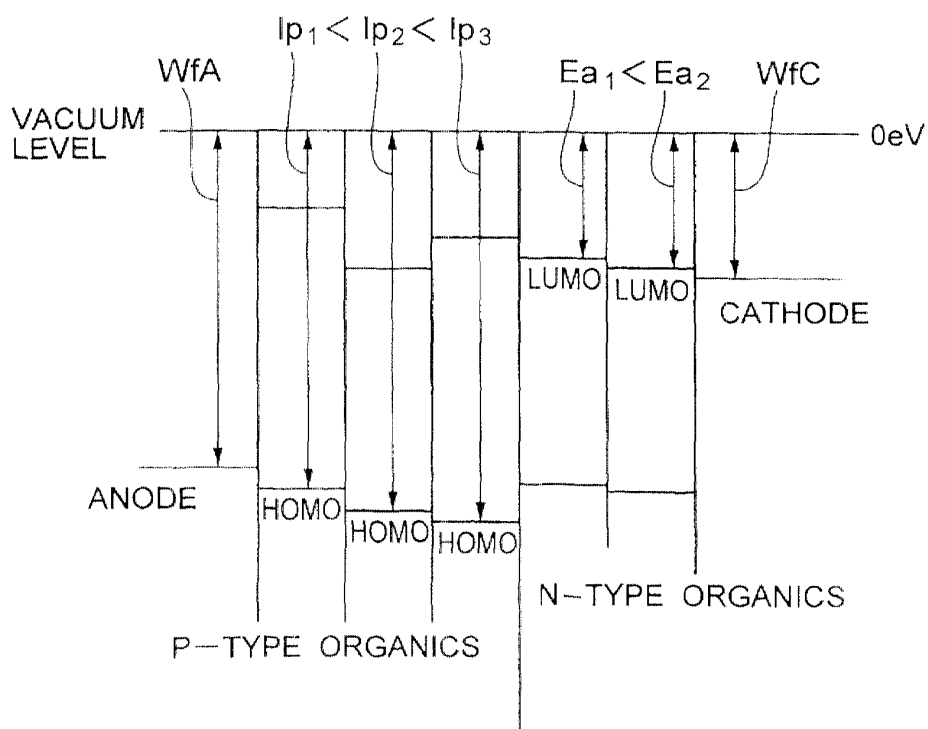 Ip₁ < Ip₂ < Ip₃
WfA
Ea₁ < Ea₂
WfC
VACUUM
LEVEL
0eV
LUMO
LUMO
CATHODE
ANODE
HOMO
HOMO
HOMO
N–TYPE ORGANICS
P–TYPE ORGANICS